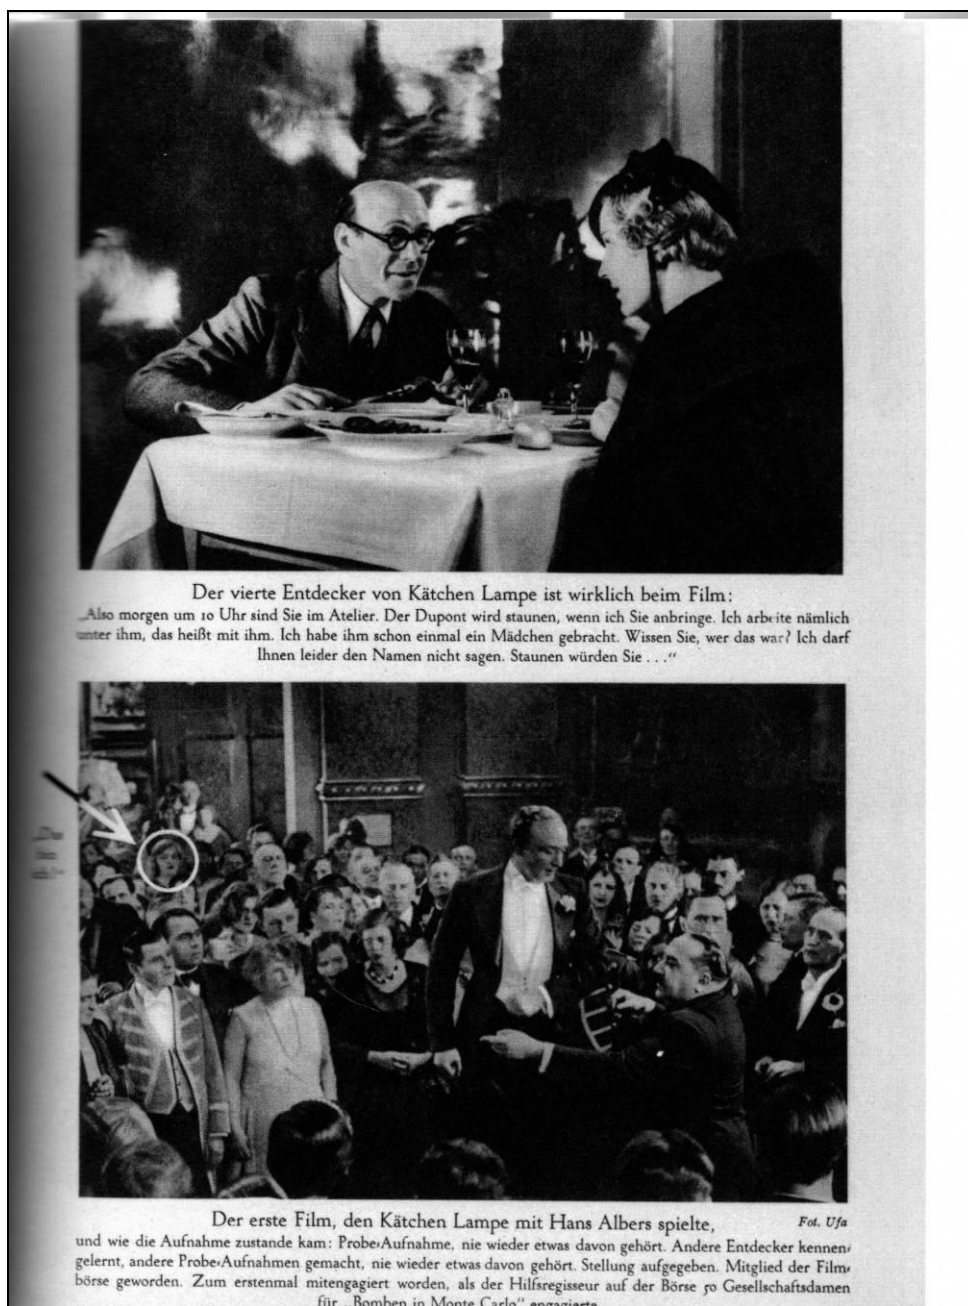 Der vierte Entdecker von Kätchen Lampe ist wirklich beim Film:
„Also morgen um 10 Uhr sind Sie im Atelier. Der Dupont wird staunen, wenn ich Sie anbringe. Ich arbeite nämlich
unter ihm, das heißt mit ihm. Ich habe ihm schon einmal ein Mädchen gebracht. Wissen Sie, wer das war? Ich darf
Ihnen leider den Namen nicht sagen. Staunen würden Sie . . .“
Der erste Film, den Kätchen Lampe mit Hans Albers spielte,
Fot. Ufa
und wie die Aufnahme zustande kam: Probe-Aufnahme, nie wieder etwas davon gehört. Andere Entdecker kennen-
gelernt, andere Probe-Aufnahmen gemacht, nie wieder etwas davon gehört. Stellung aufgegeben. Mitglied der Film-
börse geworden. Zum erstenmal mitengagiert worden, als der Hilfsregisseur auf der Börse 50 Gesellschaftsdamen
für „Bomben in Monte Carlo“ engagierte